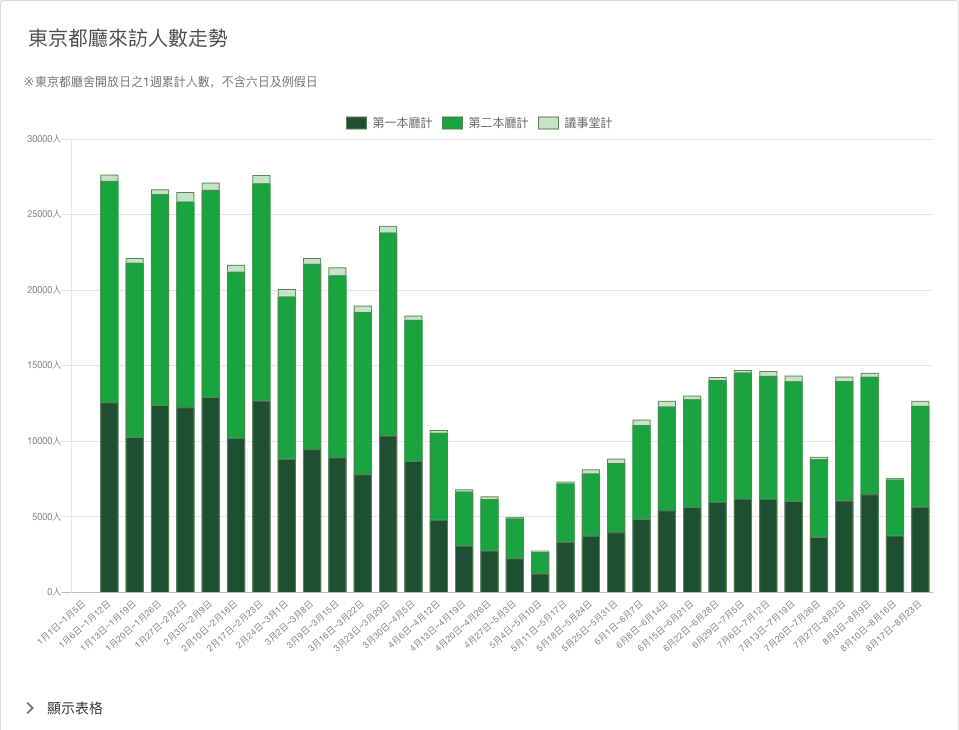 東京都廳來訪人數走勢
※東京都廳舍開放日之1週累計人數，不含六日及例假日
第一本廳計 第二本廳計 議事堂計
30000人
25000人
20000人
15000人
10000人
5000人
0人
1月1日~1月5日
1月6日~1月12日
1月13日~1月19日
1月20日~1月26日
1月27日~2月2日
2月3日~2月9日
2月10日~2月16日
2月17日~2月23日
2月24日~3月1日
3月2日~3月8日
3月9日~3月15日
3月16日~3月22日
3月23日~3月29日
3月30日~4月5日
4月6日~4月12日
4月13日~4月19日
4月20日~4月26日
4月27日~5月3日
5月4日~5月10日
5月11日~5月17日
5月18日~5月24日
5月25日~5月31日
6月1日~6月7日
6月8日~6月14日
6月15日~6月21日
6月22日~6月28日
6月29日~7月5日
7月6日~7月12日
7月13日~7月19日
7月20日~7月26日
7月27日~8月2日
8月3日~8月9日
8月10日~8月16日
8月17日~8月23日
顯示表格